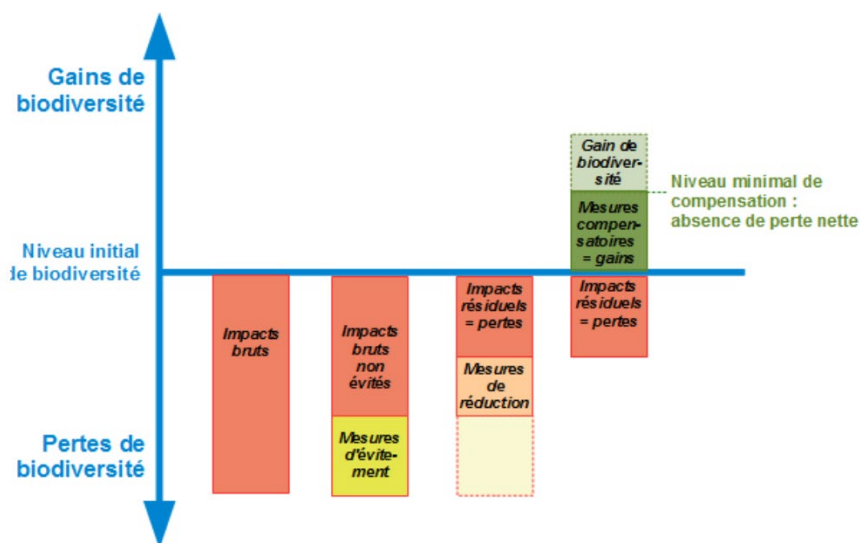 Gains de
biodiversité
Niveau initial
de biodiversité
Pertes de
biodiversité
Impacts
bruts
Impacts
bruts
non
évités
Mesures
d'évite-
ment
Impacts
résiduels
= pertes
Mesures
de
réduction
Gain de
biodiver-
sité
Mesures
compen-
satoires
= gains
Impacts
résiduels
= pertes
Niveau minimal de
compensation :
absence de perte nette